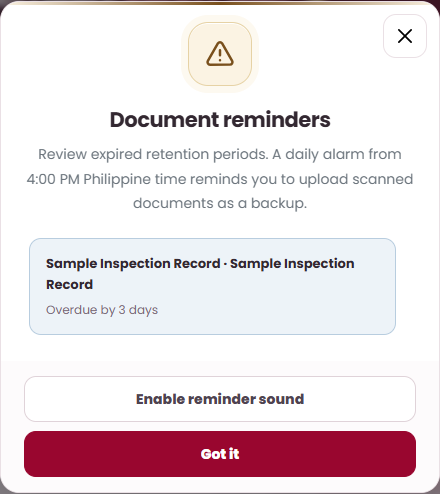 Document reminders
Review expired retention periods. A daily alarm from
4:00 PM Philippine time reminds you to upload scanned
documents as a backup.
Sample Inspection Record · Sample Inspection
Record
Overdue by 3 days
Enable reminder sound
Got it